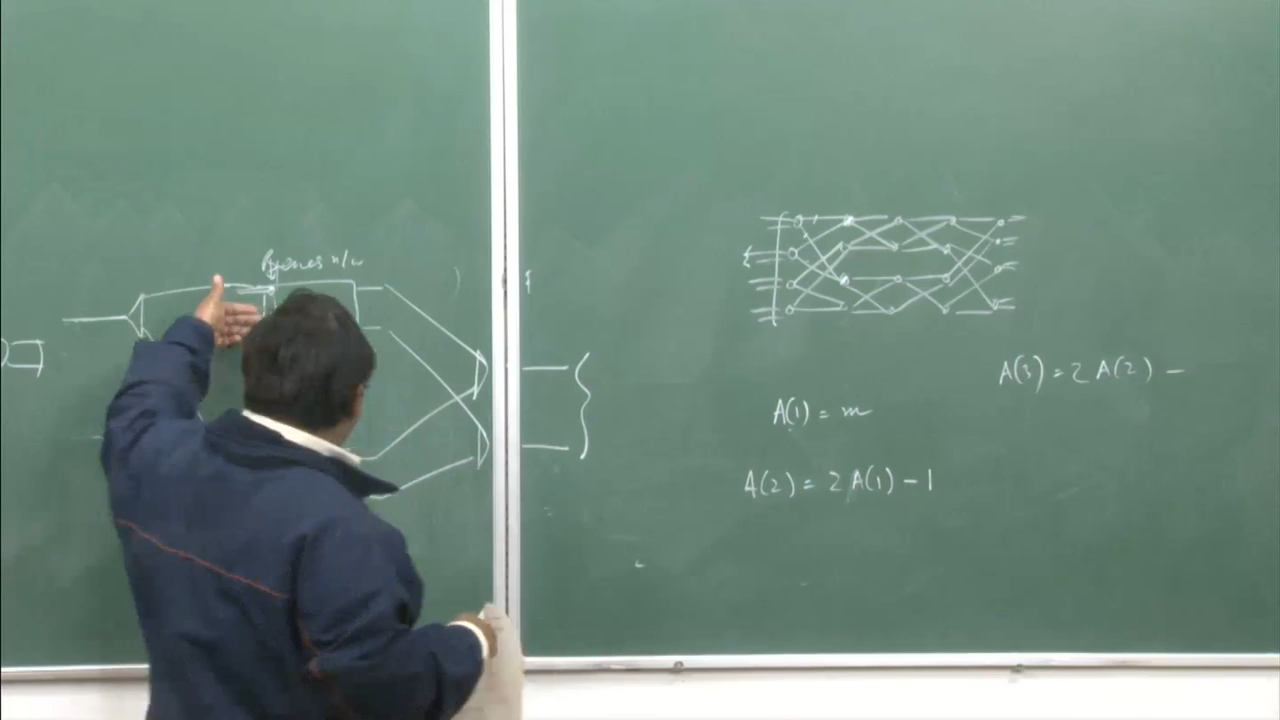 n/w
A(3) = 2 A(2) –
A(1) = m
A(2) = 2 A(1) – 1